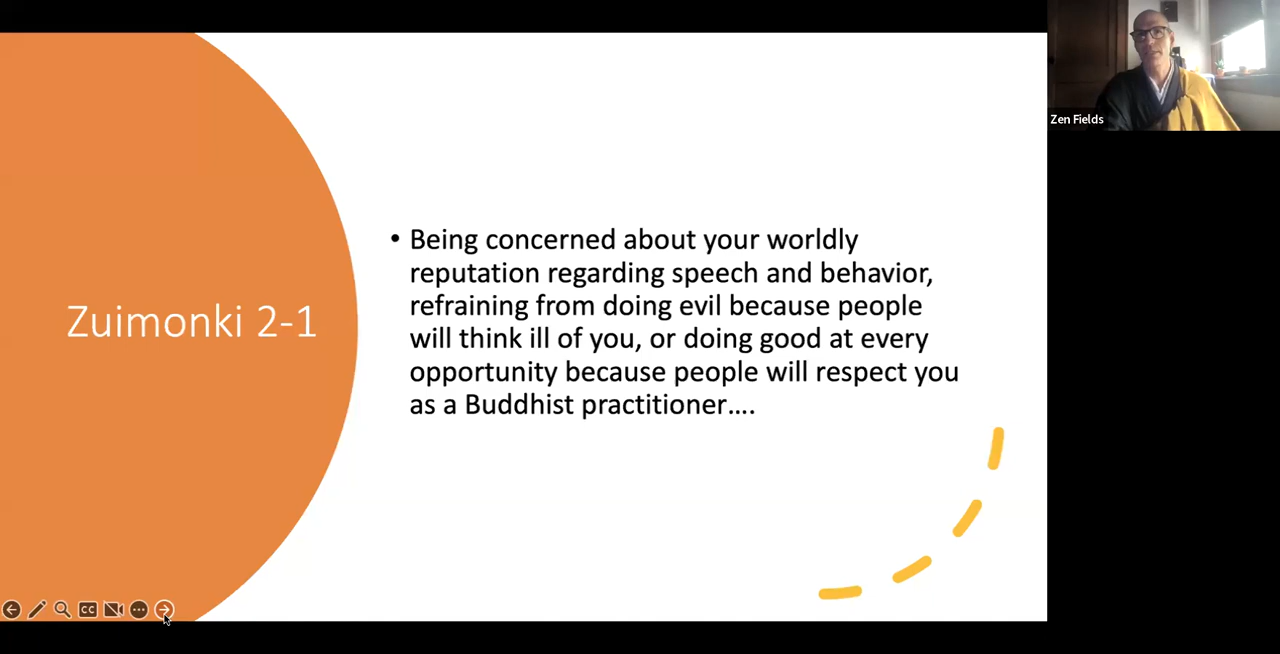 Zuimonki 2-1
• Being concerned about your worldly
reputation regarding speech and behavior,
refraining from doing evil because people
will think ill of you, or doing good at every
opportunity because people will respect you
as a Buddhist practitioner....
Zen Fields
CC